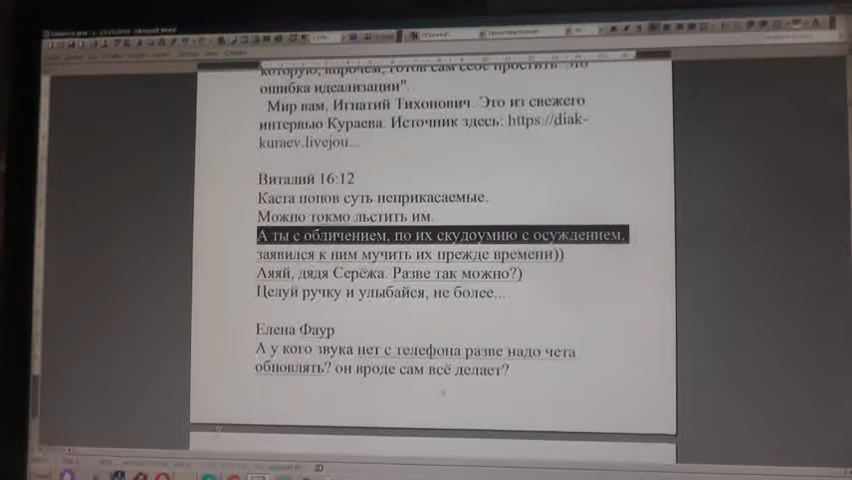 которую, впрочем, готов сам себе простить. Это
ошибка идеализации"
Мир вам, Игнатий Тихонович. Это из свежего
интервью Кураева. Источник здесь: https://diak-
kuraev.livejou...
Виталий 16:12
Каста попов суть неприкасаемые.
Можно токмо льстить им.
А ты с обличением, по их скудоумию с осуждением,
заявился к ним мучить их прежде времени))
Аяяй, дядя Серёжа. Разве так можно?)
Целуй ручку и улыбайся, не более...
Елена Фаур
А у кого звука нет с телефона разве надо чета
обновлять? он вроде сам всё делает?